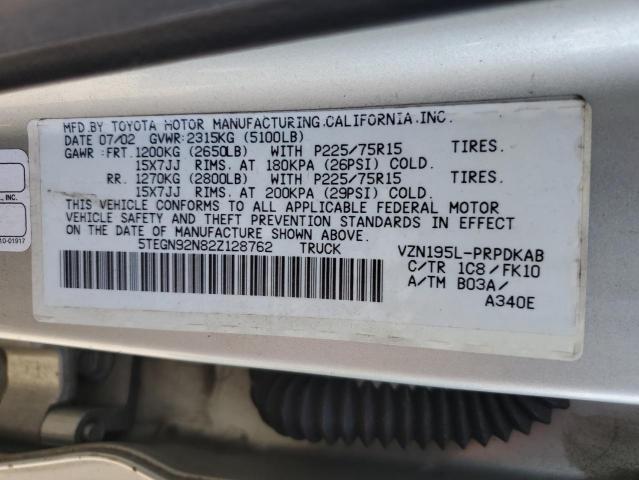 MFD.BY TOYOTA MOTOR MANUFACTURING,CALIFORNIA,INC.
DATE 07/02 GVWR:2315KG (5100LB)
GAWR :FRT. 1200KG (2650LB) WITH P225/75R15 TIRES.
15X7JJ RIMS. AT 180KPA (26PSI) COLD.
RR. 1270KG (2800LB) WITH P225/75R15 TIRES.
15X7JJ RIMS. AT 200KPA (29PSI) COLD.
THIS VEHICLE CONFORMS TO ALL APPLICABLE FEDERAL MOTOR
VEHICLE SAFETY AND THEFT PREVENTION STANDARDS IN EFFECT
ON THE DATE OF MANUFACTURE SHOWN ABOVE.
5TEGN92N82Z128762 TRUCK
VZN195L-PRPDKAB
C/TR 1C8/FK10
A/TM B03A/
A340E
., INC.
10-01917